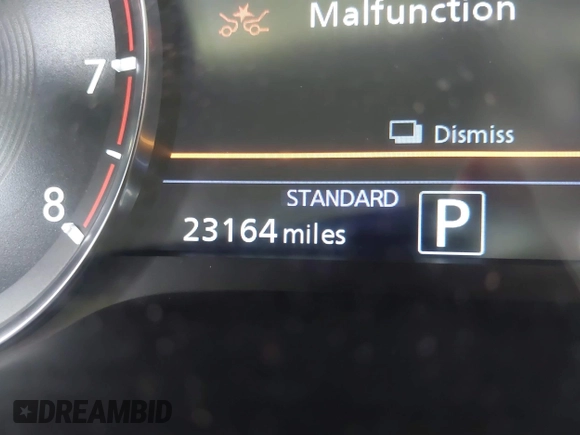 Malfunction
7
Dismiss
8
STANDARD
P
23164 miles
DREAMBID